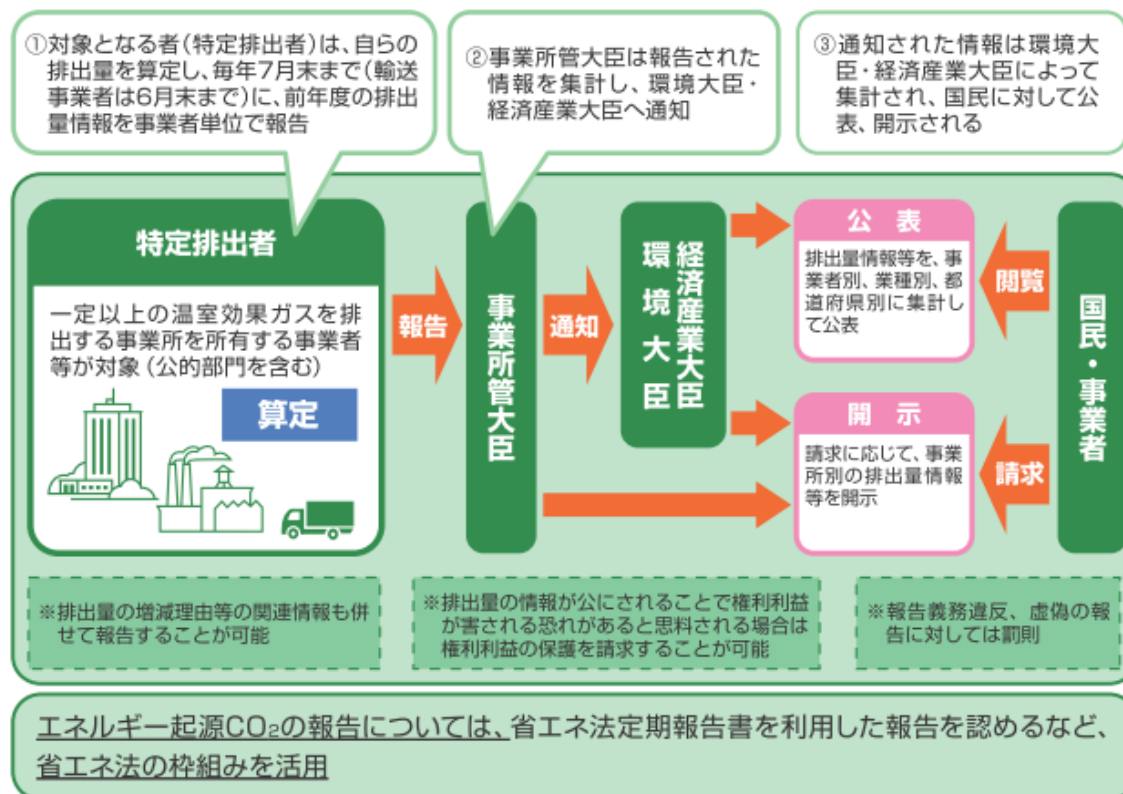 ①対象となる者(特定排出者)は、自らの
排出量を算定し、毎年7月末まで(輸送
事業者は6月末まで)に、前年度の排出
量情報を事業者単位で報告
②事業所管大臣は報告された
情報を集計し、環境大臣・
経済産業大臣へ通知
③通知された情報は環境大
臣・経済産業大臣によって
集計され、国民に対して公
表、開示される
特定排出者
一定以上の温室効果ガスを排
出する事業所を所有する事業者
等が対象(公的部門を含む)
算定
報告
事業所管大臣
通知
経済産業大臣
環境大臣
公表
排出量情報等を、事
業者別、業種別、都
道府県別に集計し
て公表
閲覧
開示
請求に応じて、事業
所別の排出量情報
等を開示
請求
国民・事業者
※排出量の増減理由等の関連情報も併
せて報告することが可能
※排出量の情報が公にされることで権利利益
が害される恐れがあると思料される場合は
権利利益の保護を請求することが可能
※報告義務違反、虚偽の報
告に対しては罰則
エネルギー起源CO₂の報告については、省エネ法定期報告書を利用した報告を認めるなど、
省エネ法の枠組みを活用